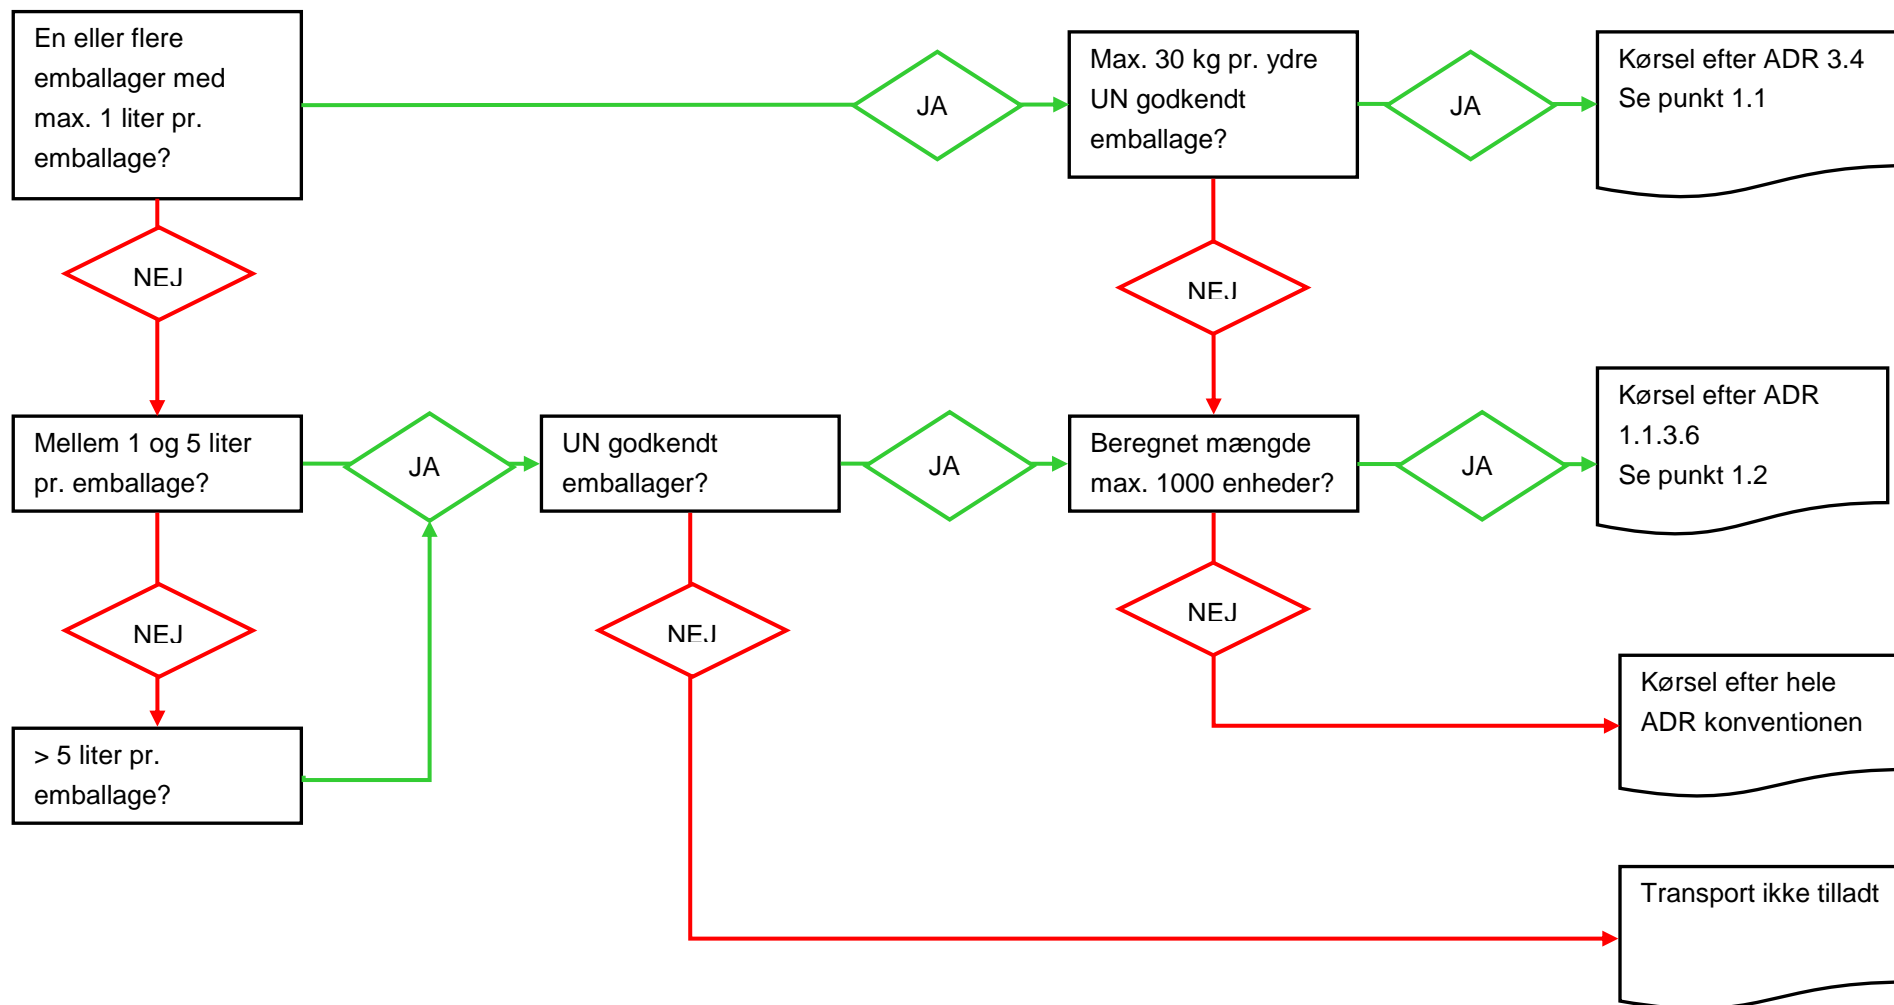 En eller flere
emballager med
max. 1 liter pr.
emballage?
JA
Max. 30 kg pr. ydre
UN godkendt
emballage?
JA
Kørsel efter ADR 3.4
Se punkt 1.1
NEJ
NEJ
Mellem 1 og 5 liter
pr. emballage?
JA
UN godkendt
emballager?
JA
Beregnet mængde
max. 1000 enheder?
JA
Kørsel efter ADR
1.1.3.6
Se punkt 1.2
NEJ
NEJ
NEJ
> 5 liter pr.
emballage?
Kørsel efter hele
ADR konventionen
Transport ikke tilladt